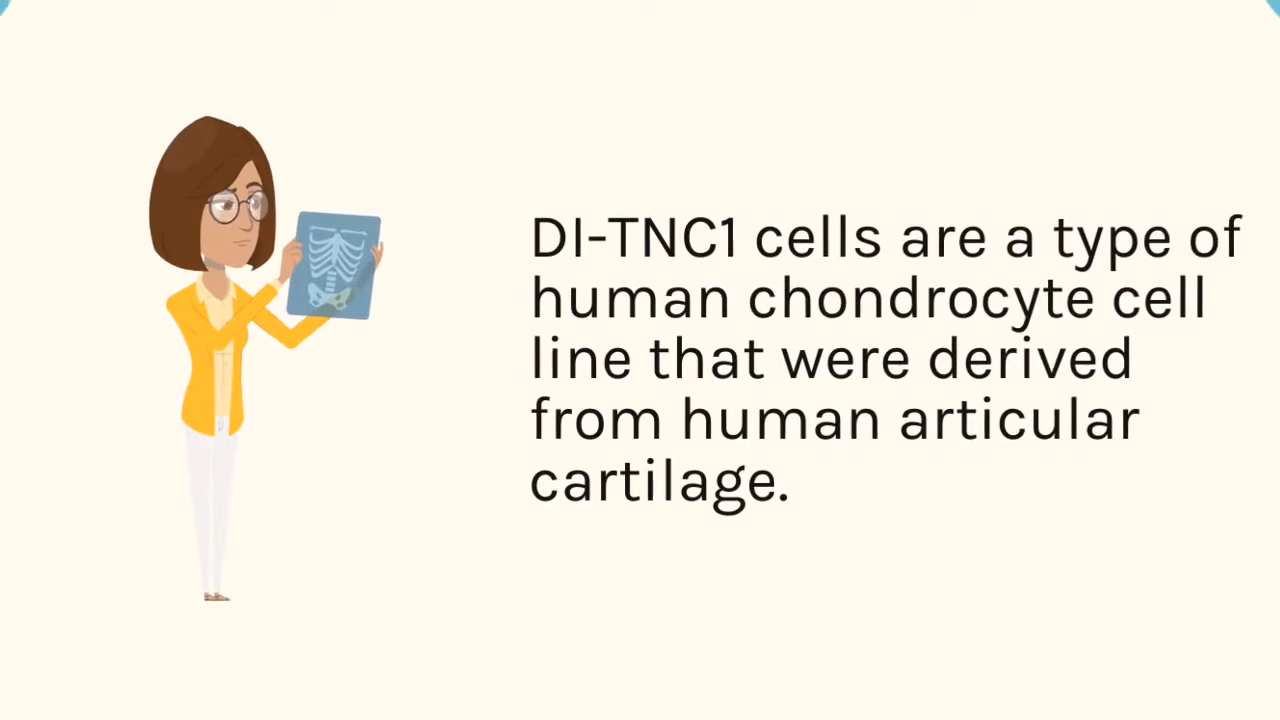 DI-TNC1 cells are a type of
human chondrocyte cell
line that were derived
from human articular
cartilage.